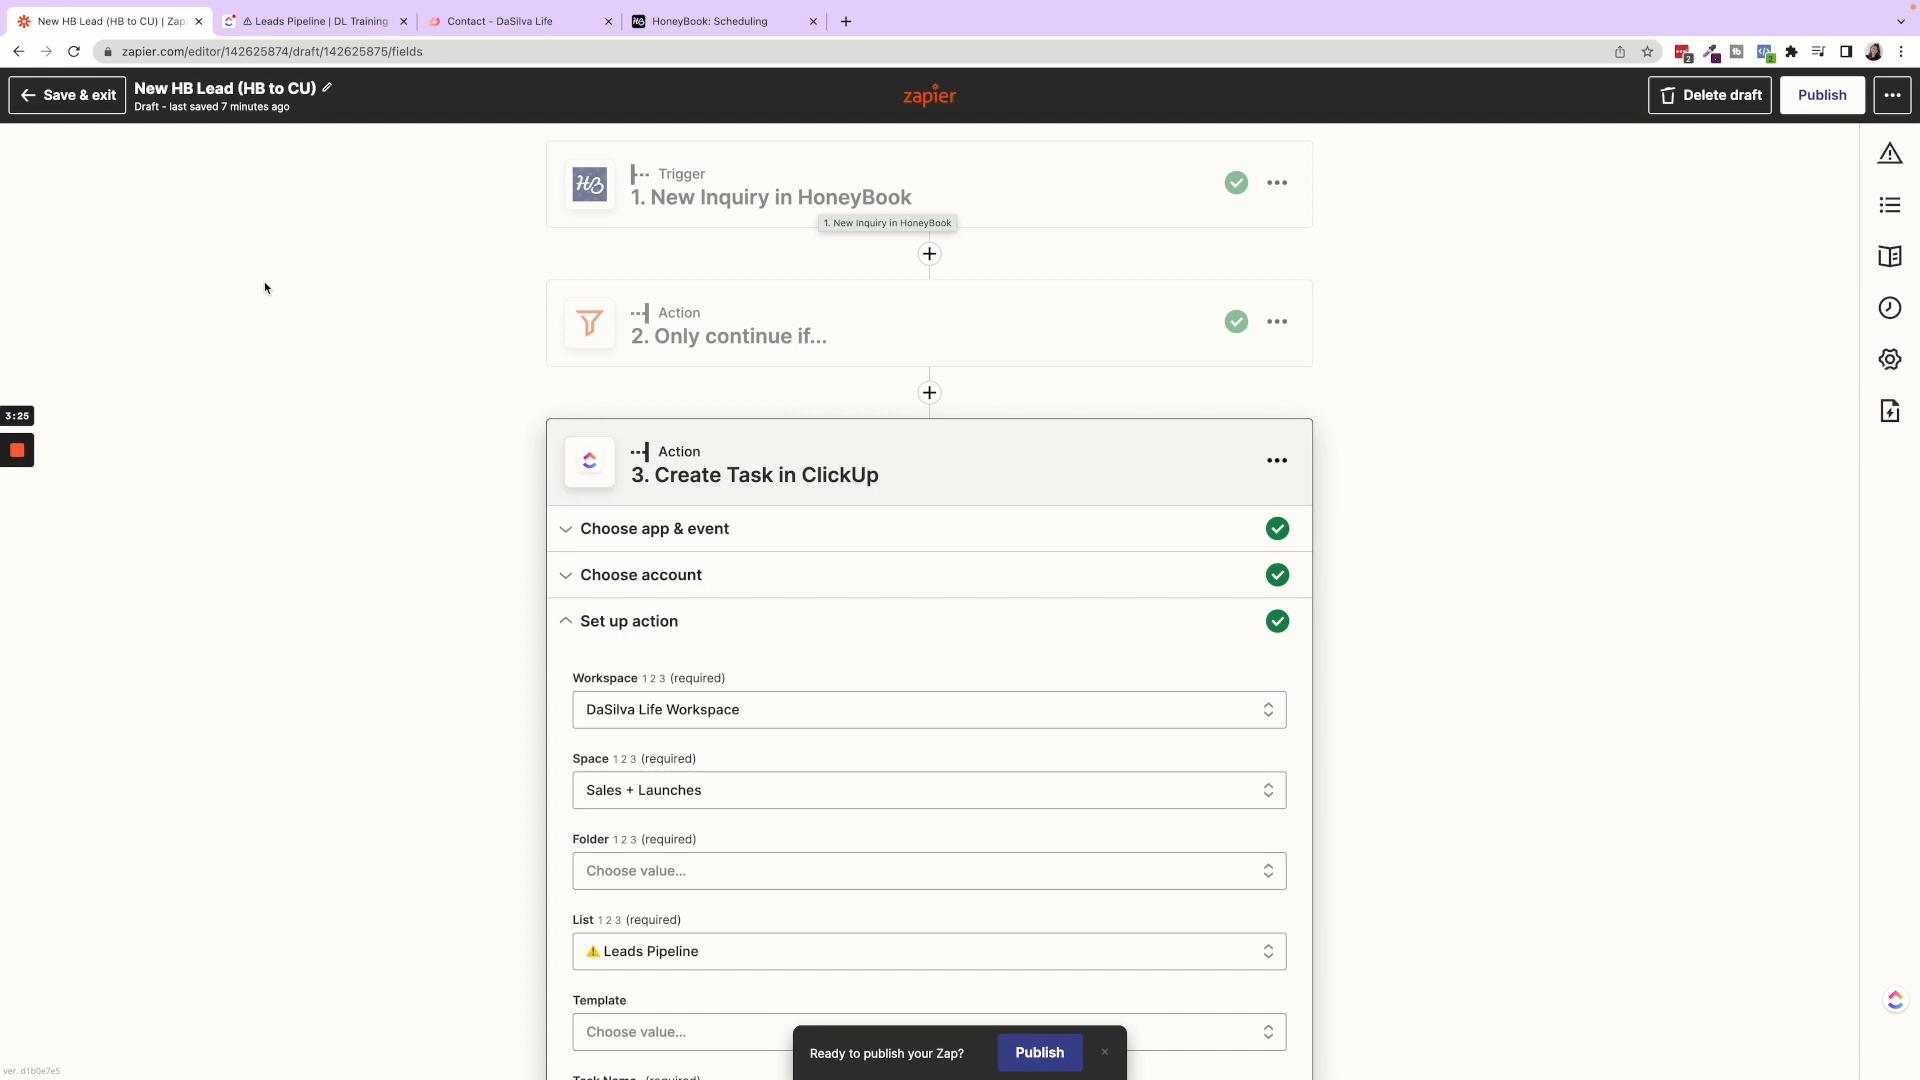 New HB Lead (HB to CU) | Zap
⚠ Leads Pipeline | DL Training
Contact - DaSilva Life
HoneyBook: Scheduling
zapier.com/editor/142625874/draft/142625875/fields
2
2
Save & exit
New HB Lead (HB to CU)
Draft - last saved 7 minutes ago
zapier
Delete draft
Publish
Trigger
1. New Inquiry in HoneyBook
1. New Inquiry in HoneyBook
Action
2. Only continue if...
3:25
Action
3. Create Task in ClickUp
Choose app & event
Choose account
Set up action
Workspace 1 2 3 (required)
DaSilva Life Workspace
Space 1 2 3 (required)
Sales + Launches
Folder 1 2 3 (required)
Choose value...
List 1 2 3 (required)
⚠ Leads Pipeline
Template
Choose value...
Ready to publish your Zap?
Publish
Task Name (required)
ver. d1b0e7e5